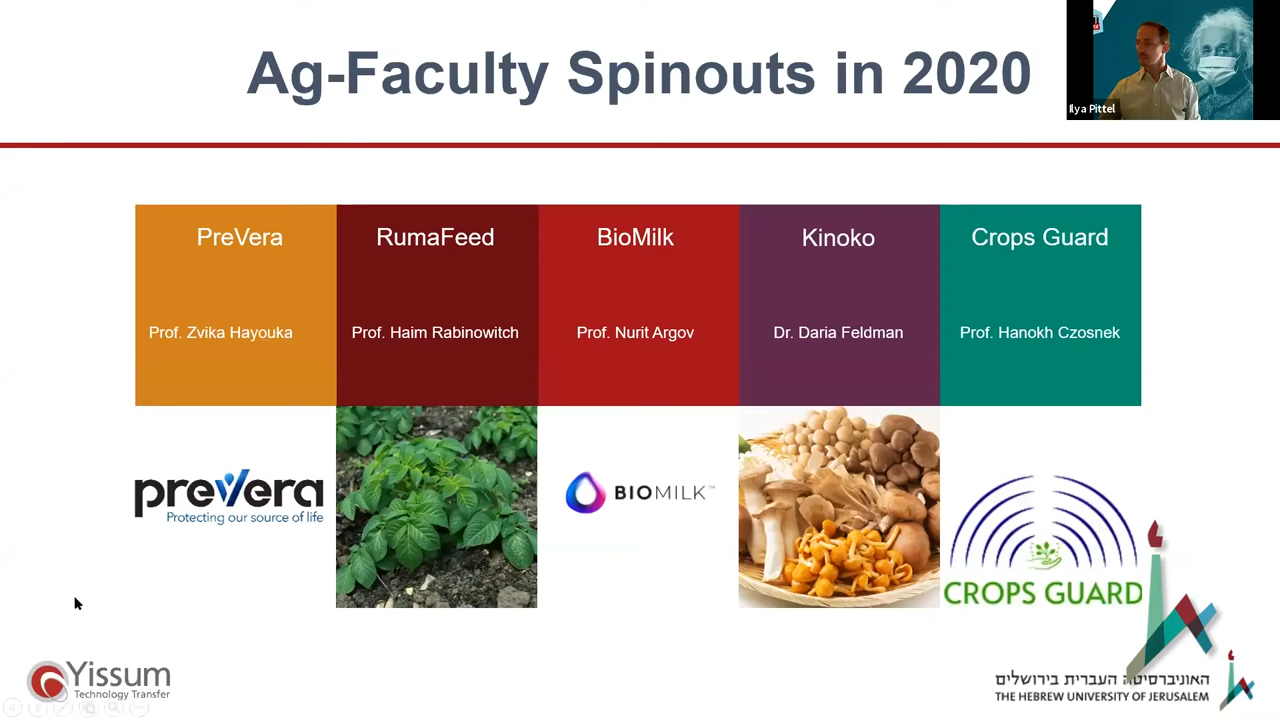 Ag-Faculty Spinouts in 2020
Ilya Pittel
PreVera
RumaFeed
BioMilk
Kinoko
Crops Guard
Prof. Zvika Hayouka
Prof. Haim Rabinowitch
Prof. Nurit Argov
Dr. Daria Feldman
Prof. Hanokh Czosnek
prevera
Protecting our source of life
BIOMILK™
CROPS GUARD
Yissum
Technology Transfer
האוניברסיטה העברית בירושלים
THE HEBREW UNIVERSITY OF JERUSALEM